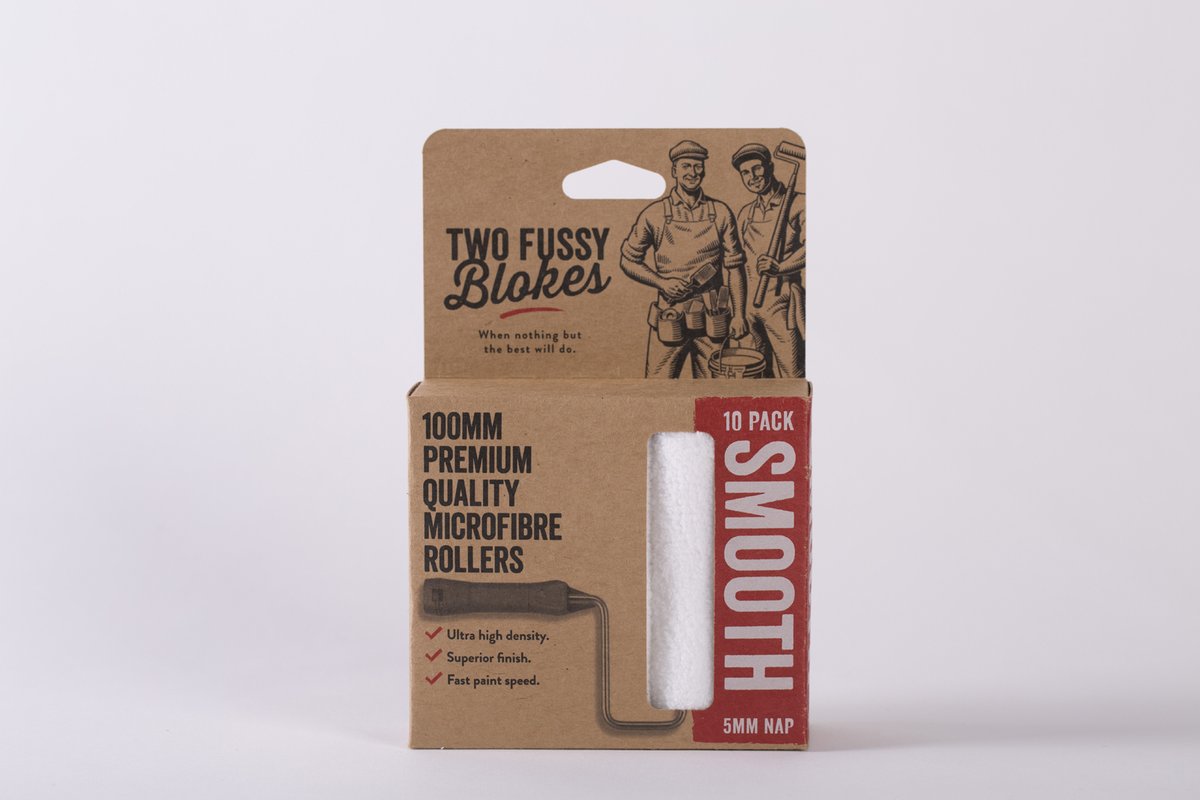 TWO FUSSY
Blokes
When nothing but
the best will do.
100MM
PREMIUM
QUALITY
MICROFIBRE
ROLLERS
Ultra high density.
Superior finish.
Fast paint speed.
10 PACK
SMOOTH
5MM NAP